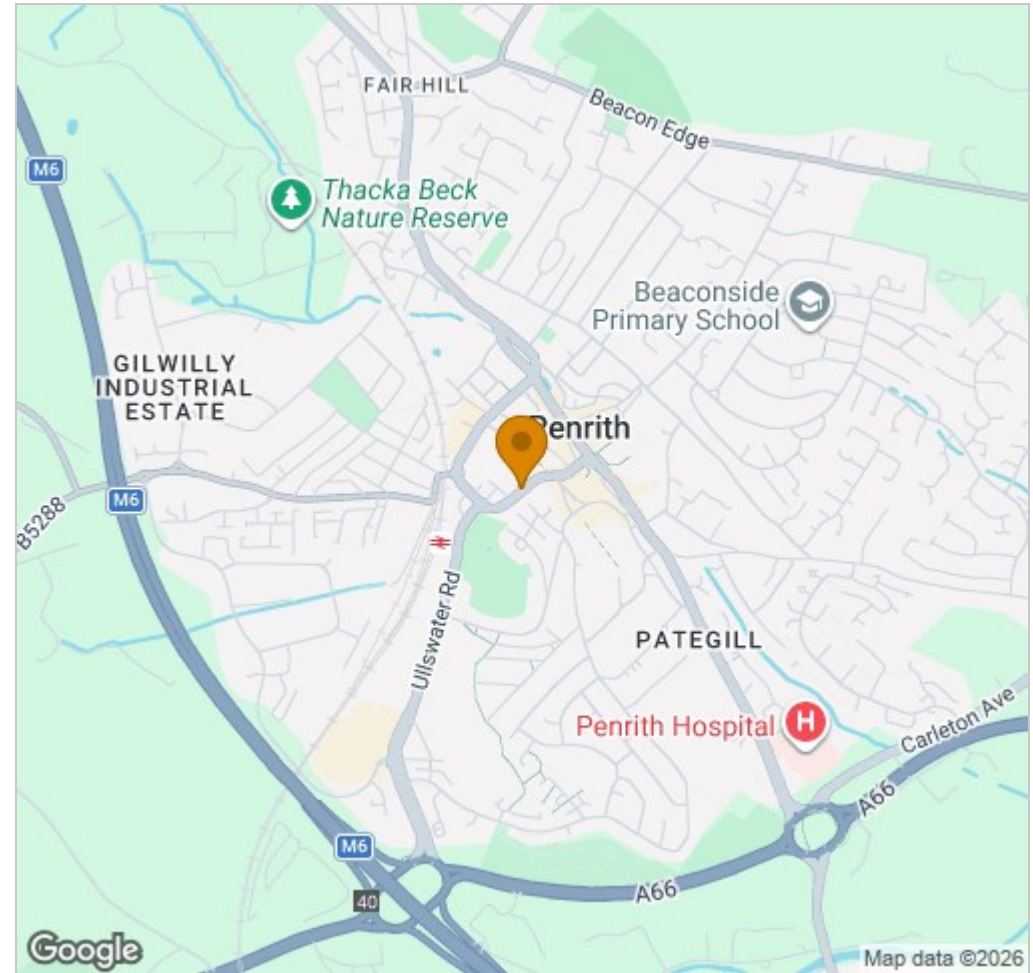 FAIR HILL
Beacon Edge
M6
Thacka Beck
Nature Reserve
Beaconside
Primary School
GILWILLY
INDUSTRIAL
ESTATE
Penrith
M6
B5288
Ullswater Rd
PATEGILL
Penrith Hospital
H
Carleton Ave
A66
M6
A66
40
Google
Map data ©2026